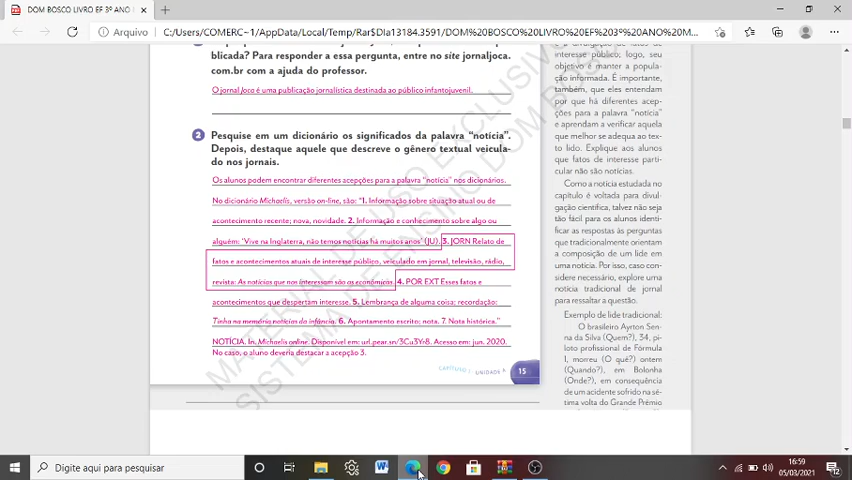 DOM BOSCO LIVRO EF 3º ANO M
Arquivo
C:/Users/COMERC~1/AppData/Local/Temp/Rar$DIa13184.3591/DOM%20BOSCO%20LIVRO%20EF%203º%20ANO%20M...
blicada? Para responder a essa pergunta, entre no site jornaljoca.
com.br com a ajuda do professor.
O jornal Joca é uma publicação jornalística destinada ao público infantojuvenil.
2 Pesquise em um dicionário os significados da palavra “notícia”.
Depois, destaque aquele que descreve o gênero textual veicula-
do nos jornais.
Os alunos podem encontrar diferentes acepções para a palavra “notícia” nos dicionários.
No dicionário Michaelis, versão on-line, são: “1. Informação sobre situação atual ou de
acontecimento recente; nova, novidade. 2. Informação e conhecimento sobre algo ou
alguém: ‘Vive na Inglaterra, não temos notícias há muitos anos’ (JU). 3. JORN Relato de
fatos e acontecimentos atuais de interesse público, veiculado em jornal, televisão, rádio,
revista: As notícias que nos interessam são as econômicas. 4. POR EXT Esses fatos e
acontecimentos que despertam interesse. 5. Lembrança de alguma coisa; recordação:
Tinha na memória notícias da infância. 6. Apontamento escrito; nota. 7. Nota histórica.”
NOTÍCIA. In: Michaelis online. Disponível em: url.pear.sn/3Cu3Yr8. Acesso em: jun. 2020.
No caso, o aluno deveria destacar a acepção 3.
CAPÍTULO 1 UNIDADE A 15
MATERIAL DE USO EXCLUSIVO
SISTEMA DE ENSINO DOM BOSCO
interesse público; logo, seu
objetivo é manter a popula-
ção informada. É importante,
também, que eles entendam
por que há diferentes acep-
ções para a palavra “notícia”
e aprendam a verificar aquela
que melhor se adequa ao tex-
to lido. Explique aos alunos
que fatos de interesse parti-
cular não são notícias.
Como a notícia estudada no
capítulo é voltada para divul-
gação científica, talvez não seja
tão fácil para os alunos identi-
ficar as respostas às perguntas
que tradicionalmente orientam
a composição de um lide em
uma notícia. Por isso, caso con-
sidere necessário, explore uma
notícia tradicional de jornal
para ressaltar a questão.
Exemplo de lide tradicional:
O brasileiro Ayrton Sen-
na da Silva (Quem?), 34, pi-
loto profissional de Fórmula
I, morreu (O quê?) ontem
(Quando?), em Bolonha
(Onde?), em consequência
de um acidente sofrido na sé-
tima volta do Grande Prêmio
Digite aqui para pesquisar
16:59
05/03/2021
12